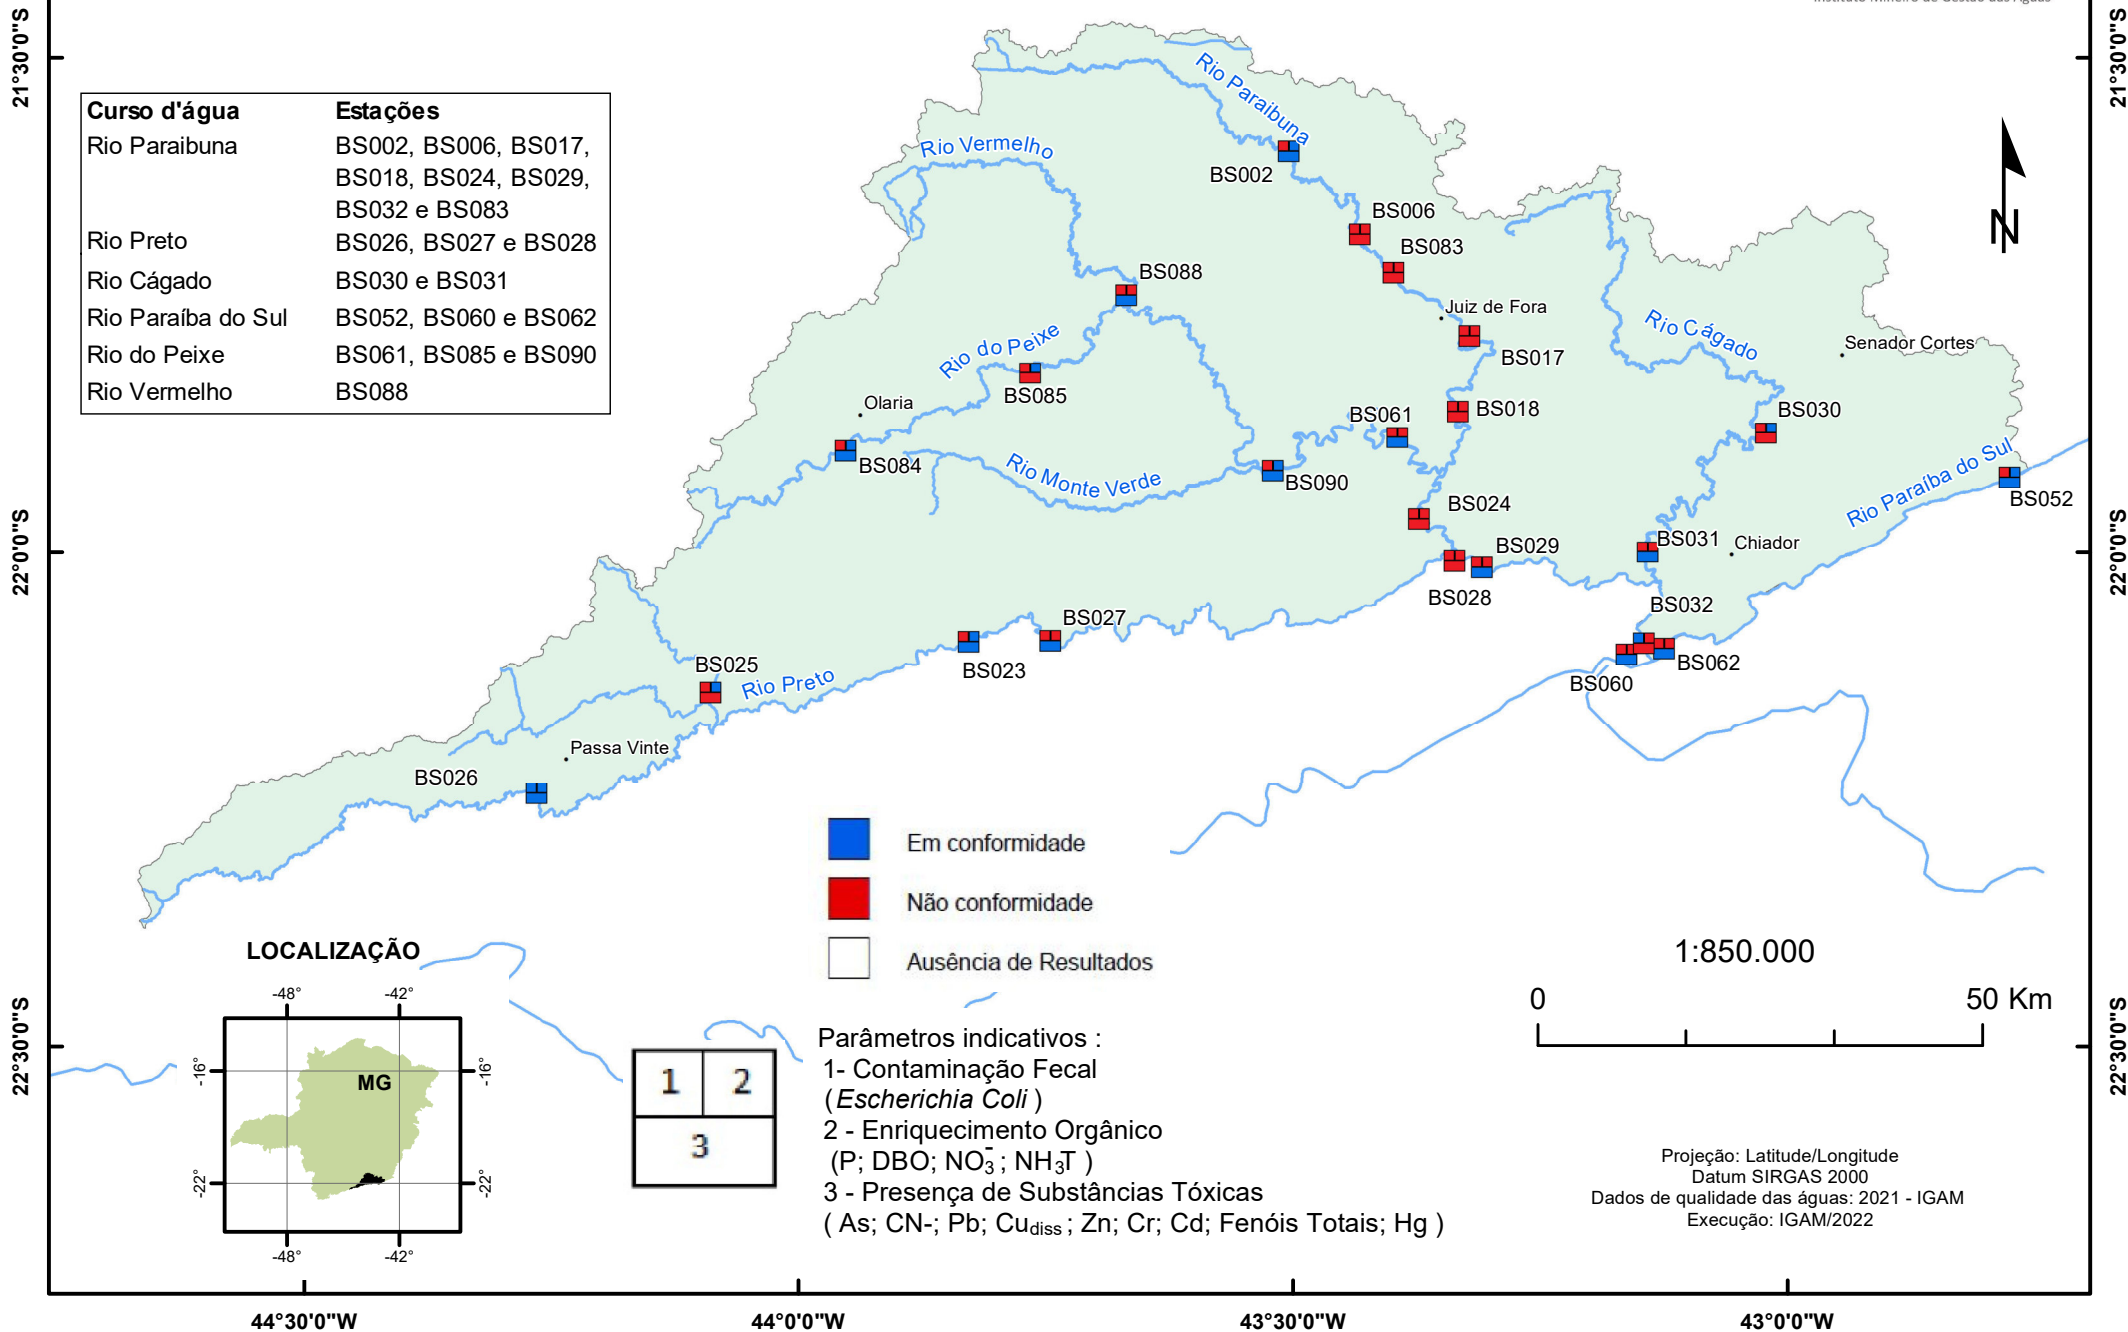 21°30'0"S
21°30'0"S
Curso d'água Estações
Rio Paraibuna BS002, BS006, BS017,
BS018, BS024, BS029,
BS032 e BS083
Rio Preto BS026, BS027 e BS028
Rio Cágado BS030 e BS031
Rio Paraíba do Sul BS052, BS060 e BS062
Rio do Peixe BS061, BS085 e BS090
Rio Vermelho BS088
Rio Paraibuna
Rio Vermelho
BS002
BS006
BS083
BS088
Juiz de Fora
Rio Cágado
Senador Cortes
N
Rio do Peixe
BS017
BS085
Olaria
BS061
BS018
BS030
BS084
Rio Monte Verde
BS090
Rio Paraíba do Sul
BS052
BS024
22°0'0"S
22°0'0"S
BS029
BS031
Chiador
BS028
BS032
BS027
BS023
BS062
BS025
BS060
Rio Preto
Passa Vinte
BS026
Em conformidade
Não conformidade
Ausência de Resultados
LOCALIZAÇÃO
-48° -42°
-16° -16°
MG
-22° -22°
-48° -42°
1:850.000
0 50 Km
22°30'0"S
22°30'0"S
1 2
3
Parâmetros indicativos :
1- Contaminação Fecal
(Escherichia Coli )
2 - Enriquecimento Orgânico
(P; DBO; NO₃⁻; NH₃T )
3 - Presença de Substâncias Tóxicas
( As; CN-; Pb; Cudiss ; Zn; Cr; Cd; Fenóis Totais; Hg )
Projeção: Latitude/Longitude
Datum SIRGAS 2000
Dados de qualidade das águas: 2021 - IGAM
Execução: IGAM/2022
44°30'0"W 44°0'0"W 43°30'0"W 43°0'0"W